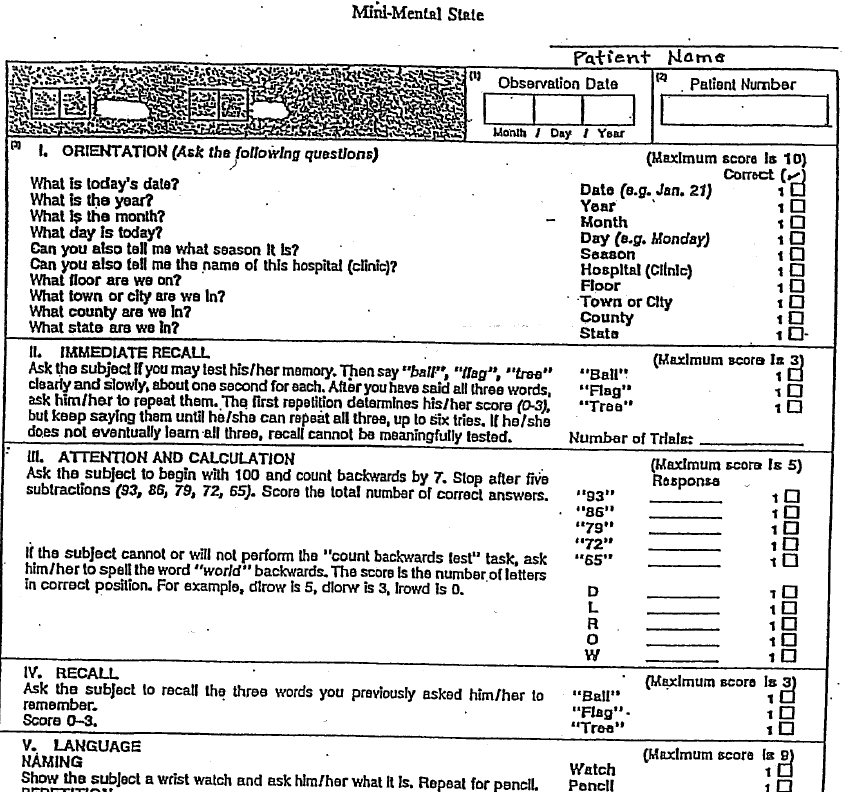 Mini-Mental State
Patient Name
(1) Observation Date
Month / Day / Year
(2) Patient Number
(3) I. ORIENTATION (Ask the following questions) (Maximum score is 10)
Correct (✓)
What is today's date? Date (e.g. Jan. 21) 1 ☐
What is the year? Year 1 ☐
What is the month? Month 1 ☐
What day is today? Day (e.g. Monday) 1 ☐
Can you also tell me what season it is? Season 1 ☐
Can you also tell me the name of this hospital (clinic)? Hospital (Clinic) 1 ☐
What floor are we on? Floor 1 ☐
What town or city are we in? Town or City 1 ☐
What county are we in? County 1 ☐
What state are we in? State 1 ☐
II. IMMEDIATE RECALL (Maximum score is 3)
Ask the subject if you may test his/her memory. Then say "ball", "flag", "tree" "Ball" 1 ☐
clearly and slowly, about one second for each. After you have said all three words, "Flag" 1 ☐
ask him/her to repeat them. The first repetition determines his/her score (0-3), "Tree" 1 ☐
but keep saying them until he/she can repeat all three, up to six tries. If he/she
does not eventually learn all three, recall cannot be meaningfully tested. Number of Trials:
III. ATTENTION AND CALCULATION (Maximum score is 5)
Ask the subject to begin with 100 and count backwards by 7. Stop after five Response
subtractions (93, 86, 79, 72, 65). Score the total number of correct answers. "93" 1 ☐
"86" 1 ☐
"79" 1 ☐
"72" 1 ☐
If the subject cannot or will not perform the "count backwards test" task, ask "65" 1 ☐
him/her to spell the word "world" backwards. The score is the number of letters
in correct position. For example, dlrow is 5, dlorw is 3, lrowd is 0. D 1 ☐
L 1 ☐
R 1 ☐
O 1 ☐
W 1 ☐
IV. RECALL (Maximum score is 3)
Ask the subject to recall the three words you previously asked him/her to "Ball" 1 ☐
remember. "Flag" 1 ☐
Score 0-3. "Tree" 1 ☐
V. LANGUAGE (Maximum score is 9)
NAMING Watch 1 ☐
Show the subject a wrist watch and ask him/her what it is. Repeat for pencil. Pencil 1 ☐